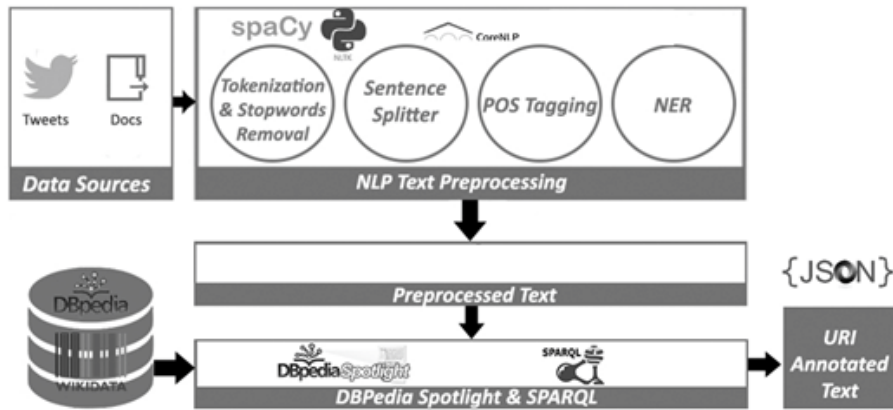 spaCy
NLTK
CoreNLP
Tweets
Docs
Data Sources
Tokenization
& Stopwords
Removal
Sentence
Splitter
POS Tagging
NER
NLP Text Preprocessing
Preprocessed Text
DBpedia
WIKIDATA
DBpedia Spotlight
SPARQL
DBPedia Spotlight & SPARQL
{JSON}
URI
Annotated
Text